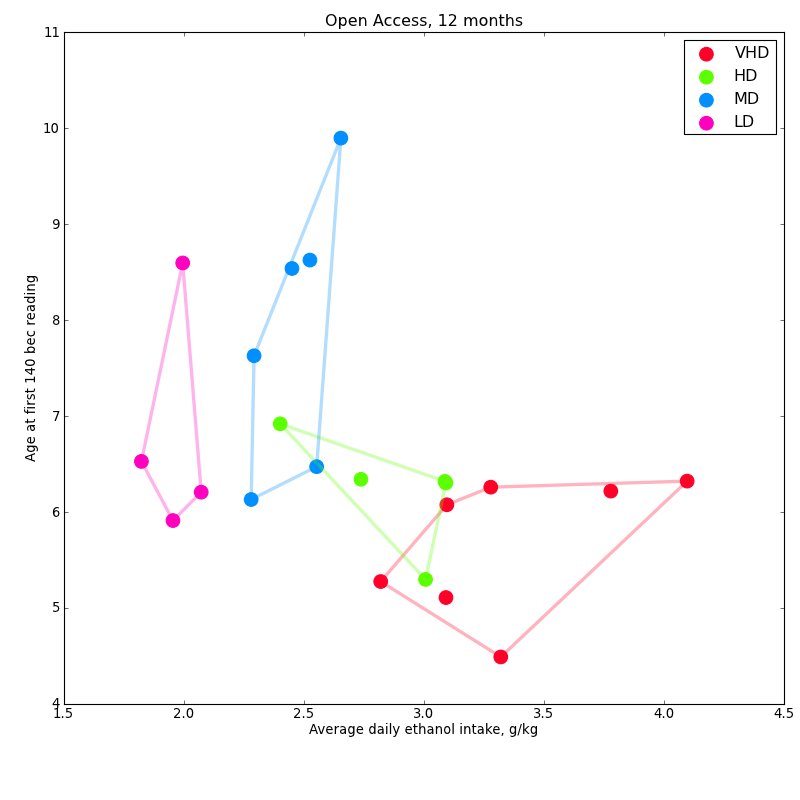 Open Access, 12 months
11
10
9
8
7
6
5
4
Age at first 140 bec reading
1.5 2.0 2.5 3.0 3.5 4.0 4.5
Average daily ethanol intake, g/kg
VHD
HD
MD
LD